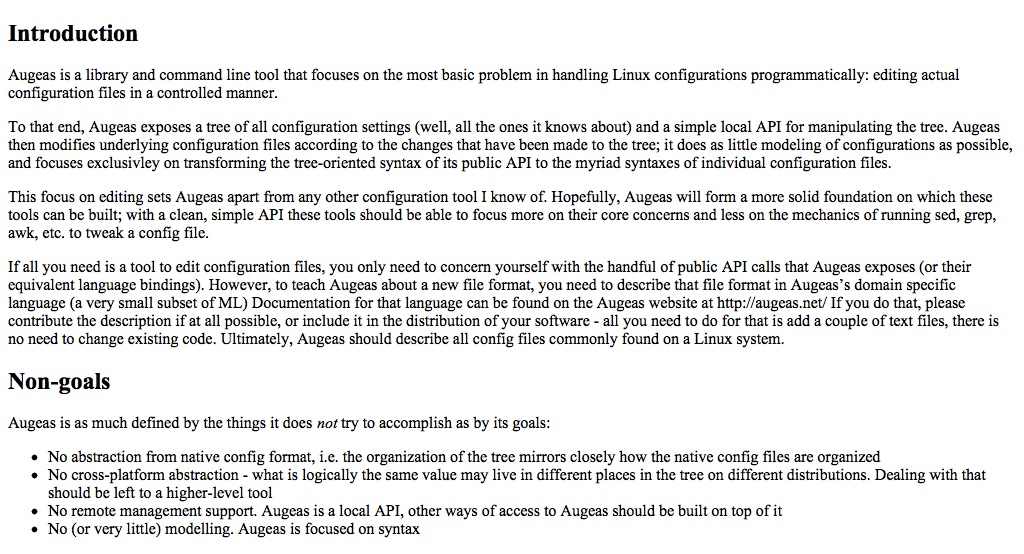 Introduction
Augeas is a library and command line tool that focuses on the most basic problem in handling Linux configurations programmatically: editing actual
configuration files in a controlled manner.
To that end, Augeas exposes a tree of all configuration settings (well, all the ones it knows about) and a simple local API for manipulating the tree. Augeas
then modifies underlying configuration files according to the changes that have been made to the tree; it does as little modeling of configurations as possible,
and focuses exclusivley on transforming the tree-oriented syntax of its public API to the myriad syntaxes of individual configuration files.
This focus on editing sets Augeas apart from any other configuration tool I know of. Hopefully, Augeas will form a more solid foundation on which these
tools can be built; with a clean, simple API these tools should be able to focus more on their core concerns and less on the mechanics of running sed, grep,
awk, etc. to tweak a config file.
If all you need is a tool to edit configuration files, you only need to concern yourself with the handful of public API calls that Augeas exposes (or their
equivalent language bindings). However, to teach Augeas about a new file format, you need to describe that file format in Augeas’s domain specific
language (a very small subset of ML) Documentation for that language can be found on the Augeas website at http://augeas.net/ If you do that, please
contribute the description if at all possible, or include it in the distribution of your software - all you need to do for that is add a couple of text files, there is
no need to change existing code. Ultimately, Augeas should describe all config files commonly found on a Linux system.
Non-goals
Augeas is as much defined by the things it does not try to accomplish as by its goals:
• No abstraction from native config format, i.e. the organization of the tree mirrors closely how the native config files are organized
• No cross-platform abstraction - what is logically the same value may live in different places in the tree on different distributions. Dealing with that
should be left to a higher-level tool
• No remote management support. Augeas is a local API, other ways of access to Augeas should be built on top of it
• No (or very little) modelling. Augeas is focused on syntax